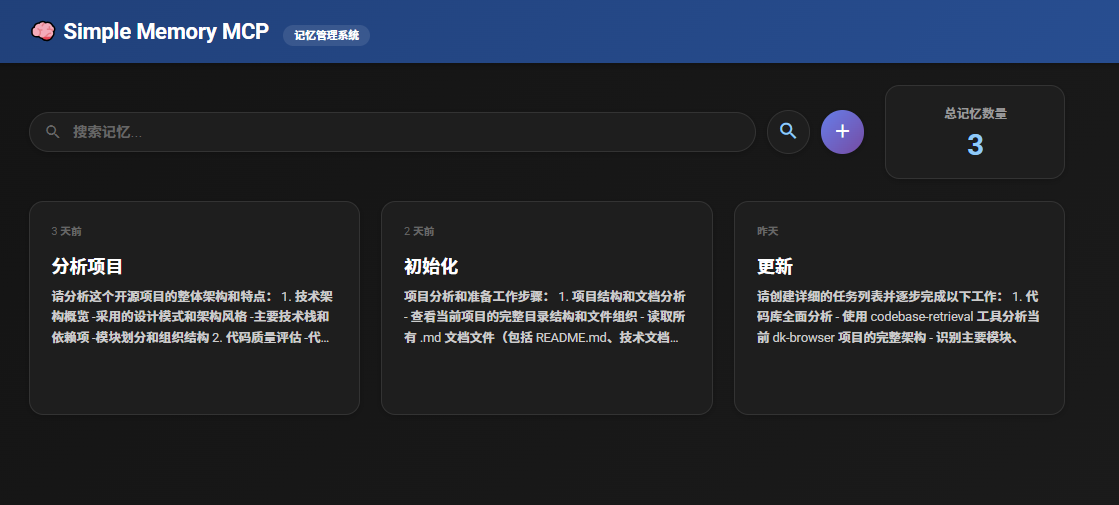 Simple Memory MCP
记忆管理系统
搜索记忆...
总记忆数量
3
3 天前
分析项目
请分析这个开源项目的整体架构和特点： 1. 技术架
构概览 -采用的设计模式和架构风格 -主要技术栈和
依赖项 -模块划分和组织结构 2. 代码质量评估 -代...
2 天前
初始化
项目分析和准备工作步骤： 1. 项目结构和文档分析
- 查看当前项目的完整目录结构和文件组织 - 读取所
有 .md 文档文件（包括 README.md、技术文档...
昨天
更新
请创建详细的任务列表并逐步完成以下工作： 1. 代
码库全面分析 - 使用 codebase-retrieval 工具分析当
前 dk-browser 项目的完整架构 - 识别主要模块、